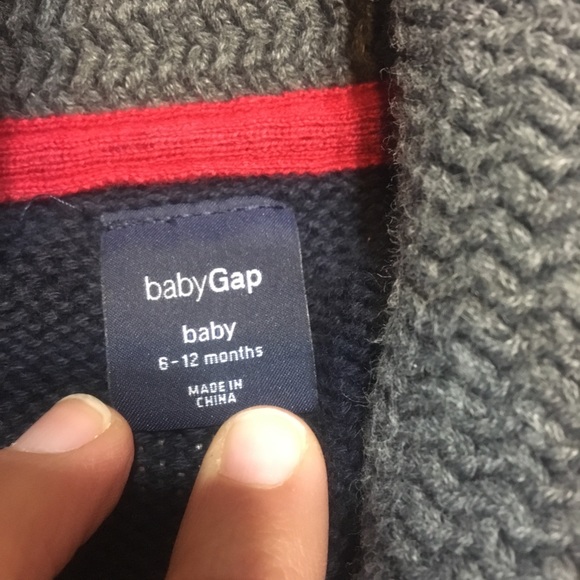 babyGap
baby
6-12 months
MADE IN
CHINA